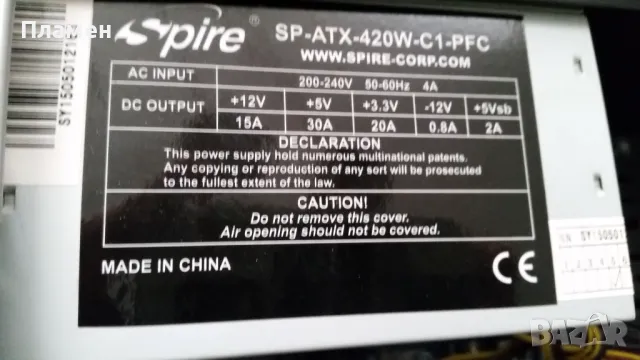 Пламен
Spire® SP-ATX-420W-C1-PFC
WWW.SPIRE-CORP.COM
AC INPUT 200-240V 50-60Hz 4A
DC OUTPUT +12V +5V +3.3V -12V +5Vsb
15A 30A 20A 0.8A 2A
DECLARATION
This power supply hold numerous multinational patents.
Any copying or reproduction of any sort will be prosecuted
to the fullest extent of the law.
CAUTION!
Do not remove this cover.
Air opening should not be covered.
MADE IN CHINA CE
BAZAR